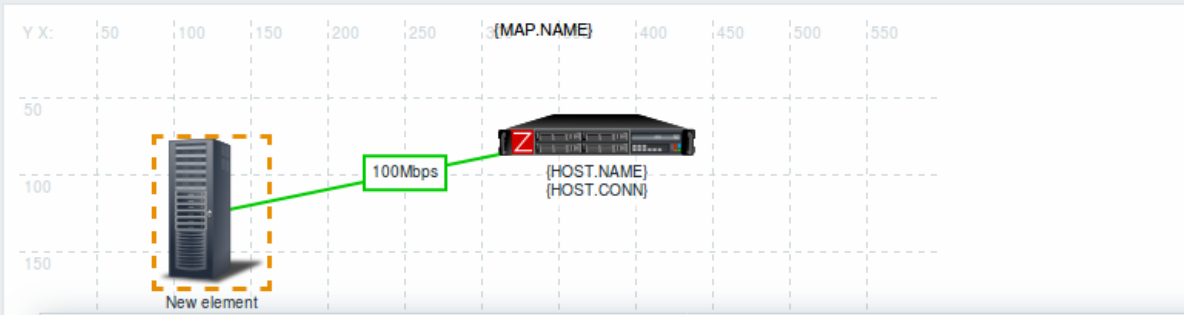 Y X: 50 100 150 200 250 {MAP.NAME} 400 450 500 550
50
Z
100Mbps
{HOST.NAME}
100
{HOST.CONN}
150
New element